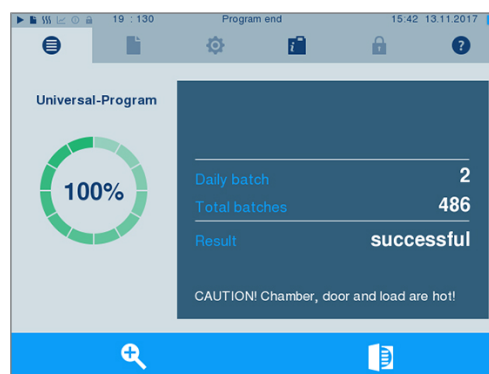 19 : 130 Program end 15:42 13.11.2017
i ?
Universal-Program
100%
Daily batch 2
Total batches 486
Result successful
CAUTION! Chamber, door and load are hot!